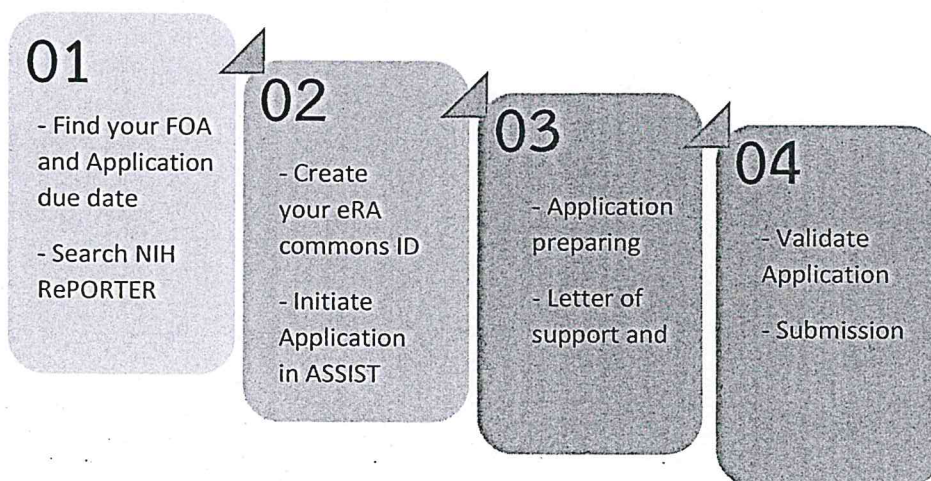 01
- Find your FOA
and Application
due date
- Search NIH
RePORTER
02
- Create
your eRA
commons ID
- Initiate
Application
in ASSIST
03
- Application
preparing
- Letter of
support and
04
- Validate
Application
- Submission